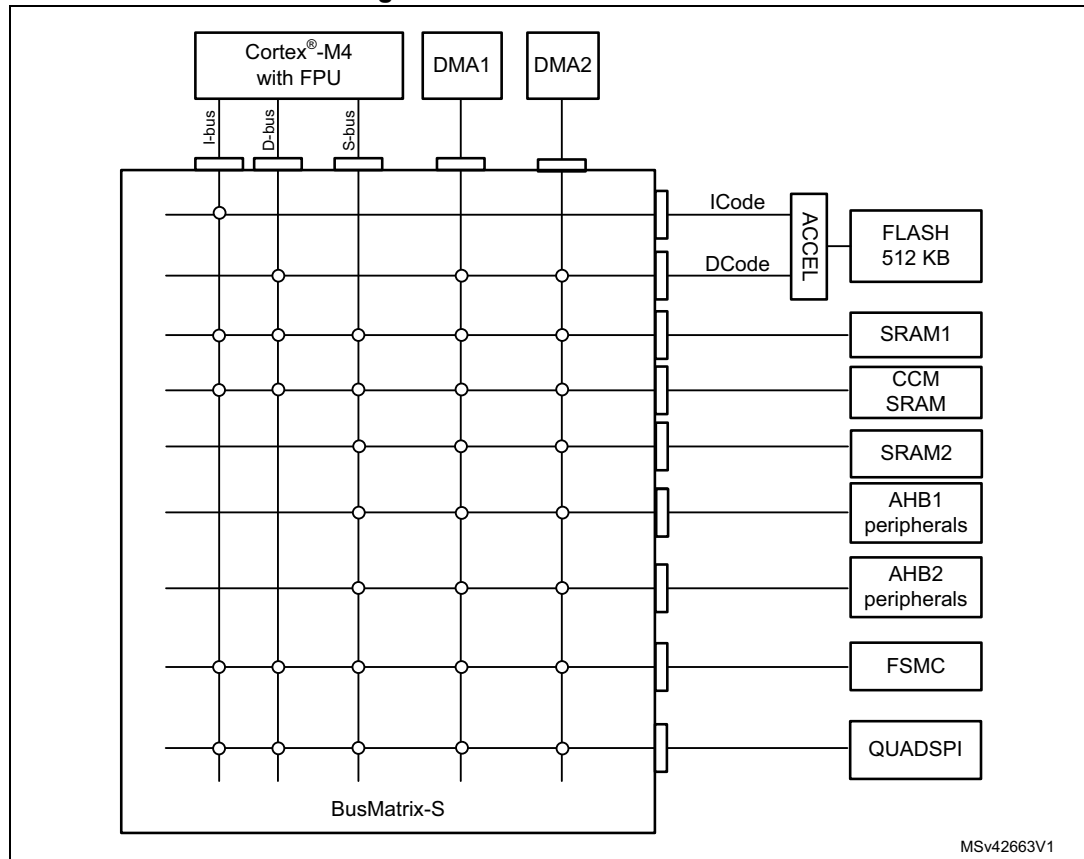 Cortex®-M4
with FPU
DMA1
DMA2
I-bus
D-bus
S-bus
ICode
DCode
ACCEL
FLASH
512 KB
SRAM1
CCM
SRAM
SRAM2
AHB1
peripherals
AHB2
peripherals
FSMC
QUADSPI
BusMatrix-S
MSv42663V1